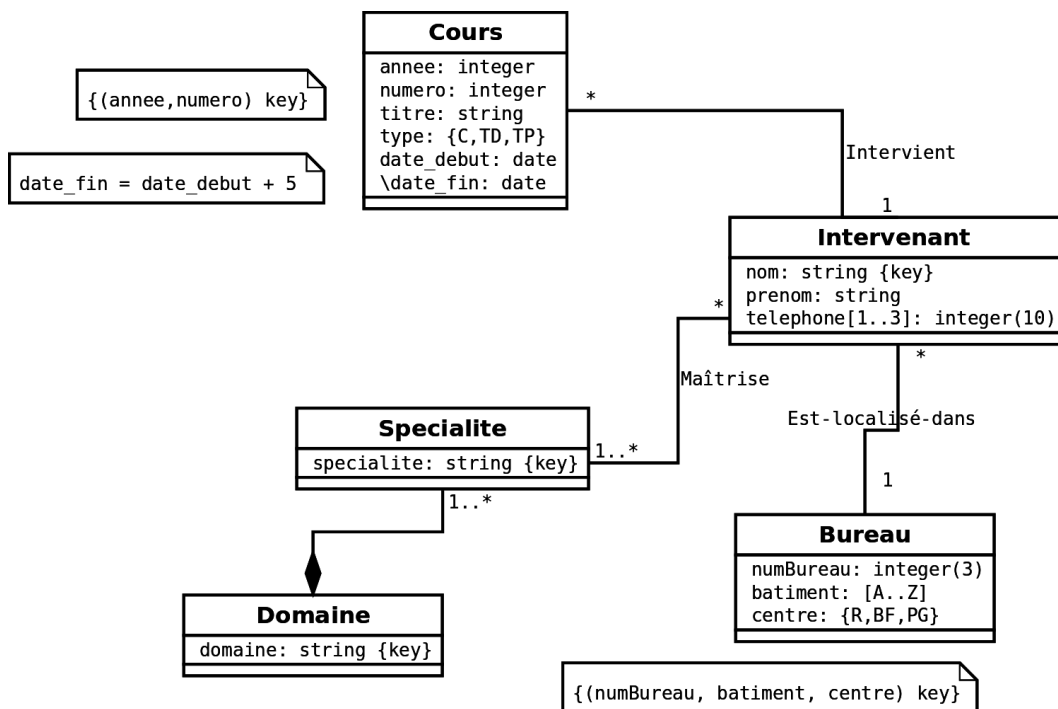 Cours
annee: integer
numero: integer
titre: string
type: {C,TD,TP}
date_debut: date
\date_fin: date
{(annee,numero) key}
date_fin = date_debut + 5
*
Intervient
1
Intervenant
nom: string {key}
prenom: string
telephone[1..3]: integer(10)
*
Maîtrise
1..*
*
Est-localisé-dans
1
Specialite
specialite: string {key}
1..*
Domaine
domaine: string {key}
Bureau
numBureau: integer(3)
batiment: [A..Z]
centre: {R,BF,PG}
{(numBureau, batiment, centre) key}